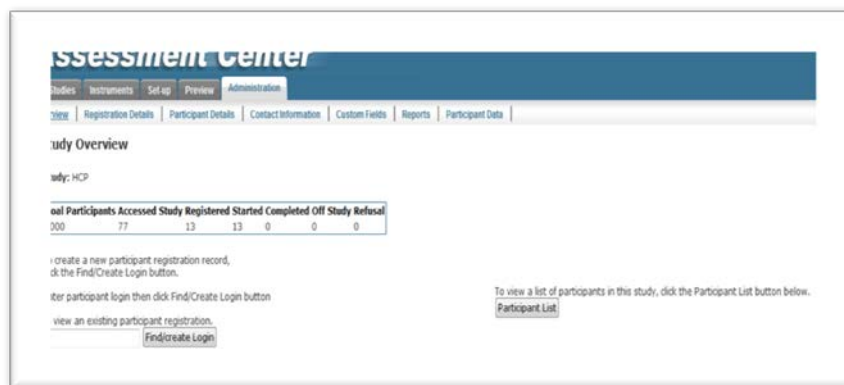 ssessment Center
Studies Instruments Set up Preview Administration
rview Registration Details Participant Details Contact Information Custom Fields Reports Participant Data
tudy Overview
tudy: HCP
oal Participants Accessed Study Registered Started Completed Off Study Refusal
000 77 13 13 0 0 0
o create a new participant registration record,
ck the Find/Create Login button.
nter participant login then click Find/Create Login button
To view a list of participants in this study, click the Participant List button below.
Participant List
view an existing participant registration.
Find/create Login